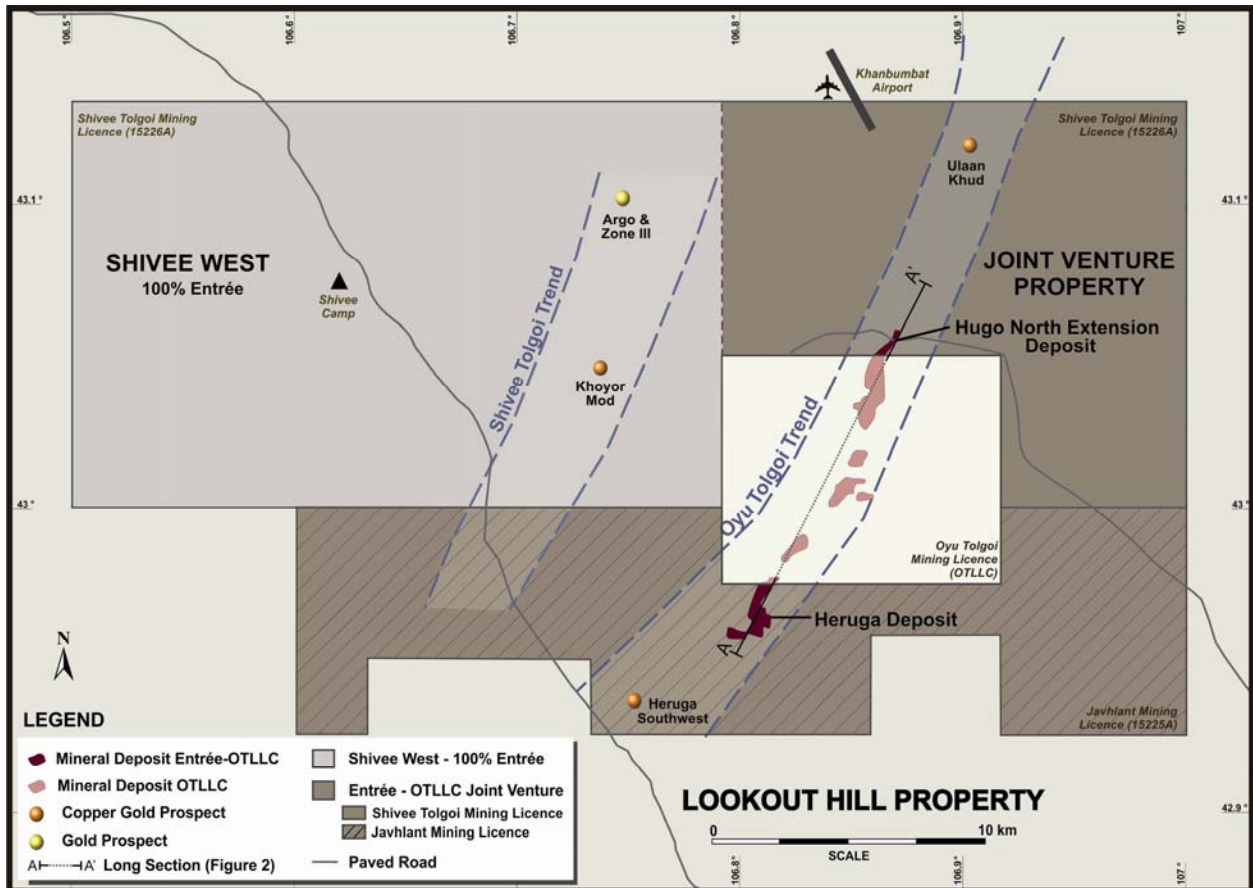 106.5 °
106.6 °
106.7 °
106.8 °
106.9 °
107 °
Khanbumbat
Airport
Shivee Tolgoi Mining
Licence (15226A)
Shivee Tolgoi Mining
Licence (15226A)
Ulaan
Khud
43.1 °
43.1 °
Argo &
Zone III
SHIVEE WEST
100% Entrée
JOINT VENTURE
PROPERTY
Shivee
Camp
A'
Hugo North Extension
Deposit
Shivee Tolgoi Trend
Khoyor
Mod
Oyu Tolgoi Trend
43 °
43 °
Oyu Tolgoi
Mining Licence
(OTLLC)
Heruga Deposit
A
N
Heruga
Southwest
Javhlant Mining
Licence (15225A)
LEGEND
Mineral Deposit Entrée-OTLLC
Mineral Deposit OTLLC
Copper Gold Prospect
Gold Prospect
A A' Long Section (Figure 2)
Shivee West - 100% Entrée
Entrée - OTLLC Joint Venture
Shivee Tolgoi Mining Licence
Javhlant Mining Licence
Paved Road
LOOKOUT HILL PROPERTY
0 10 km
SCALE
42.9 °
106.8 °
106.9 °
107 °